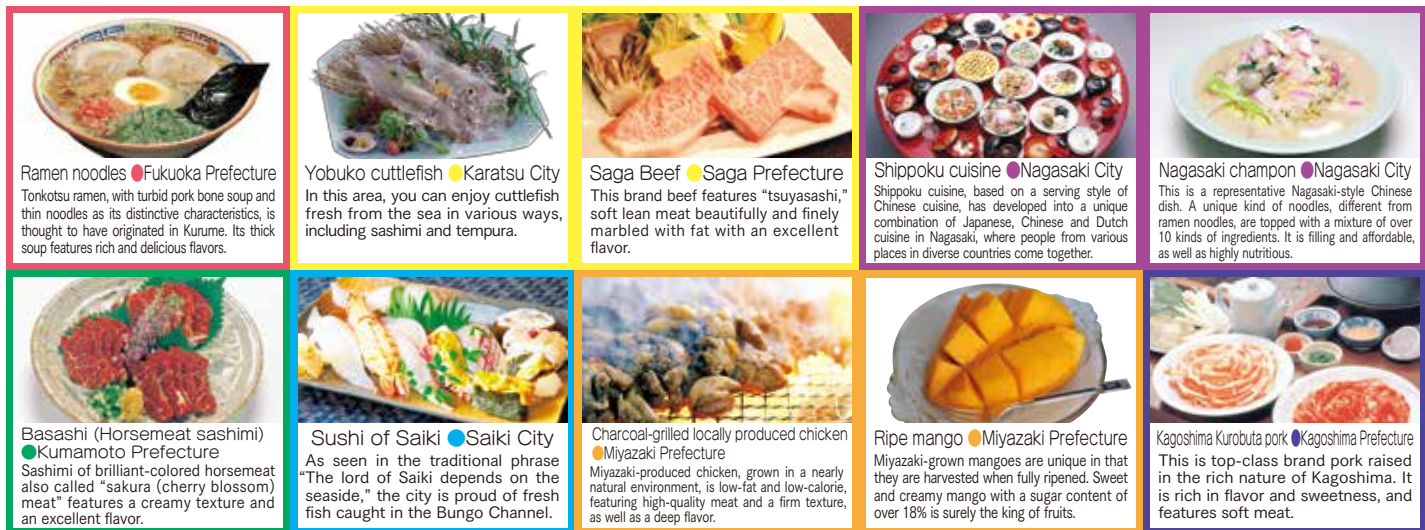 Ramen noodles ●Fukuoka Prefecture
Tonkotsu ramen, with turbid pork bone soup and
thin noodles as its distinctive characteristics, is
thought to have originated in Kurume. Its thick
soup features rich and delicious flavors.
Yobuko cuttlefish ●Karatsu City
In this area, you can enjoy cuttlefish
fresh from the sea in various ways,
including sashimi and tempura.
Saga Beef ●Saga Prefecture
This brand beef features “tsuyasashi,”
soft lean meat beautifully and finely
marbled with fat with an excellent
flavor.
Shippoku cuisine ●Nagasaki City
Shippoku cuisine, based on a serving style of
Chinese cuisine, has developed into a unique
combination of Japanese, Chinese and Dutch
cuisine in Nagasaki, where people from various
places in diverse countries come together.
Nagasaki champon ●Nagasaki City
This is a representative Nagasaki-style Chinese
dish. A unique kind of noodles, different from
ramen noodles, are topped with a mixture of over
10 kinds of ingredients. It is filling and affordable,
as well as highly nutritious.
Basashi (Horsemeat sashimi)
●Kumamoto Prefecture
Sashimi of brilliant-colored horsemeat
also called “sakura (cherry blossom)
meat” features a creamy texture and
an excellent flavor.
Sushi of Saiki ●Saiki City
As seen in the traditional phrase
“The lord of Saiki depends on the
seaside,” the city is proud of fresh
fish caught in the Bungo Channel.
Charcoal-grilled locally produced chicken
●Miyazaki Prefecture
Miyazaki-produced chicken, grown in a nearly
natural environment, is low-fat and low-calorie,
featuring high-quality meat and a firm texture,
as well as a deep flavor.
Ripe mango ●Miyazaki Prefecture
Miyazaki-grown mangoes are unique in that
they are harvested when fully ripened. Sweet
and creamy mango with a sugar content of
over 18% is surely the king of fruits.
Kagoshima Kurobuta pork ●Kagoshima Prefecture
This is top-class brand pork raised
in the rich nature of Kagoshima. It
is rich in flavor and sweetness, and
features soft meat.